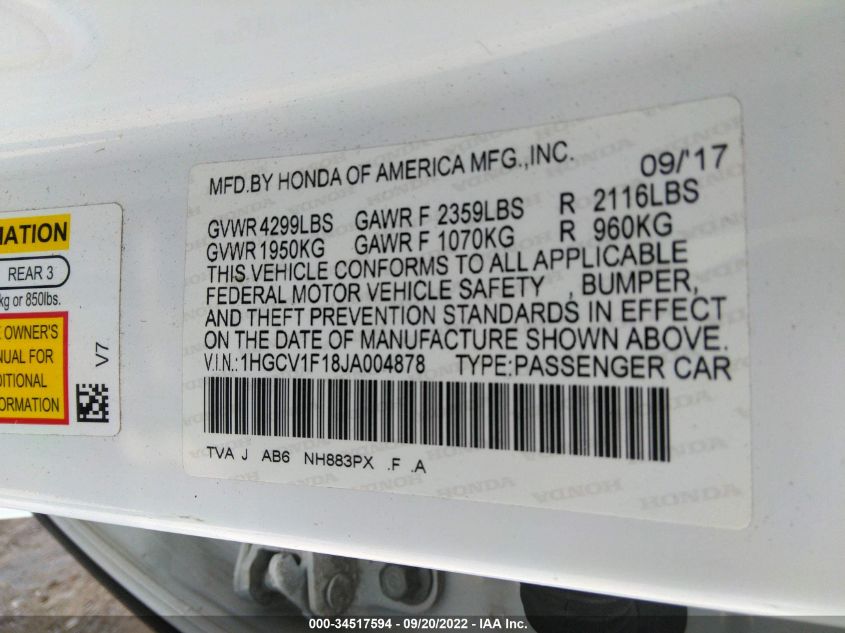 MATION
REAR 3
kg or 850lbs.
OWNER'S
NUAL FOR
DITIONAL
FORMATION
V7
MFD.BY HONDA OF AMERICA MFG.,INC. 09/'17
GVWR 4299LBS GAWR F 2359LBS R 2116LBS
GVWR 1950KG GAWR F 1070KG R 960KG
THIS VEHICLE CONFORMS TO ALL APPLICABLE
FEDERAL MOTOR VEHICLE SAFETY , BUMPER,
AND THEFT PREVENTION STANDARDS IN EFFECT
ON THE DATE OF MANUFACTURE SHOWN ABOVE.
V.I.N.:1HGCV1F18JA004878 TYPE:PASSENGER CAR
TVA J AB6 NH883PX .F .A
000-34517594 - 09/20/2022 - IAA Inc.